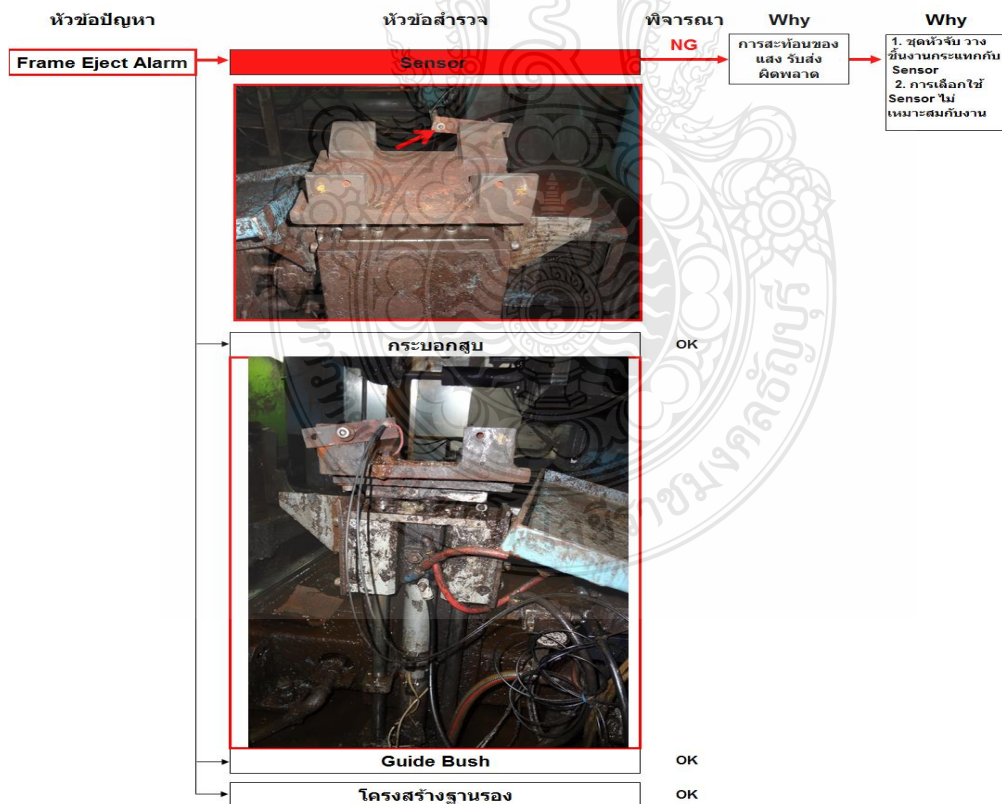 หัวข้อปัญหา หัวข้อสำรวจ พิจารณา Why Why
Frame Eject Alarm
Sensor
NG
การสะท้อนของ
แสง รับส่ง
ผิดพลาด
1. ชุดหัวจับ วาง
ชิ้นงานกระแทกกับ
Sensor
2. การเลือกใช้
Sensor ไม่
เหมาะสมกับงาน
กระบอกสูบ OK
Guide Bush OK
โครงสร้างฐานรอง OK